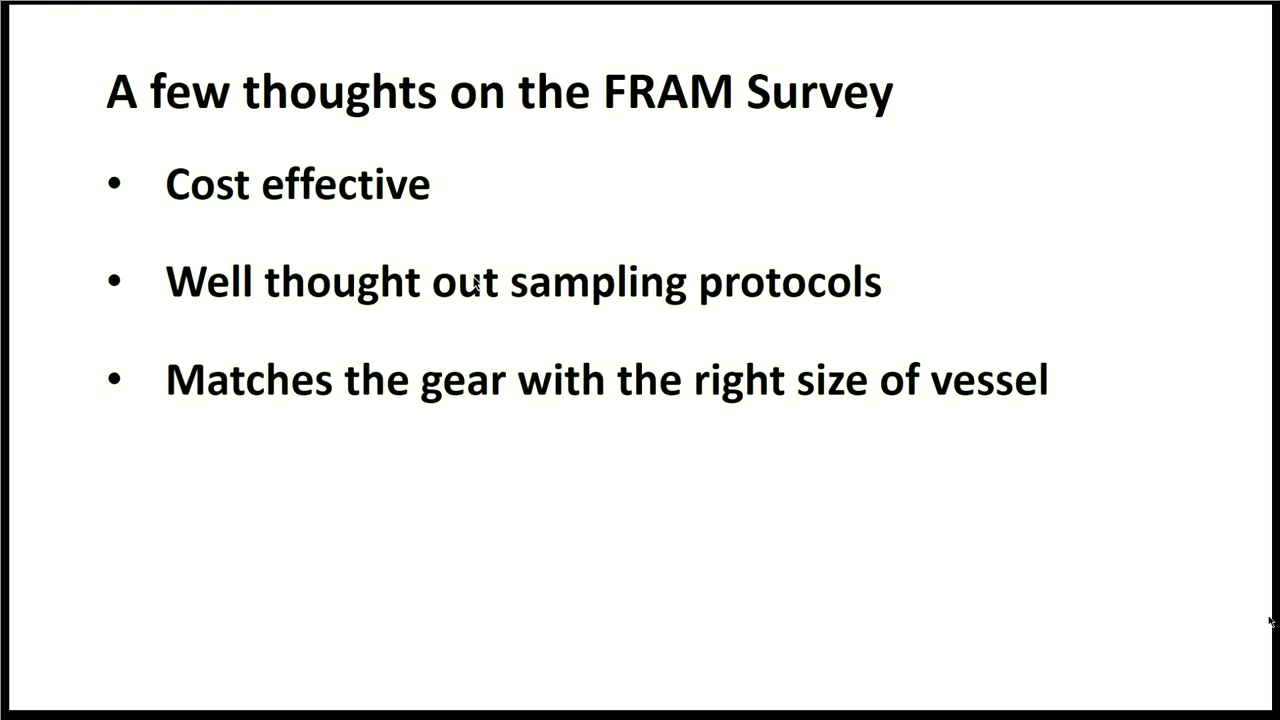 A few thoughts on the FRAM Survey
• Cost effective
• Well thought out sampling protocols
• Matches the gear with the right size of vessel